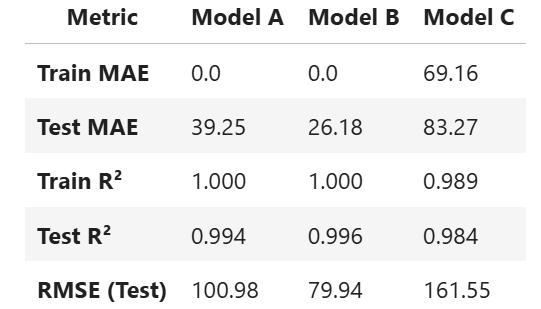 Metric Model A Model B Model C
Train MAE 0.0 0.0 69.16
Test MAE 39.25 26.18 83.27
Train R² 1.000 1.000 0.989
Test R² 0.994 0.996 0.984
RMSE (Test) 100.98 79.94 161.55